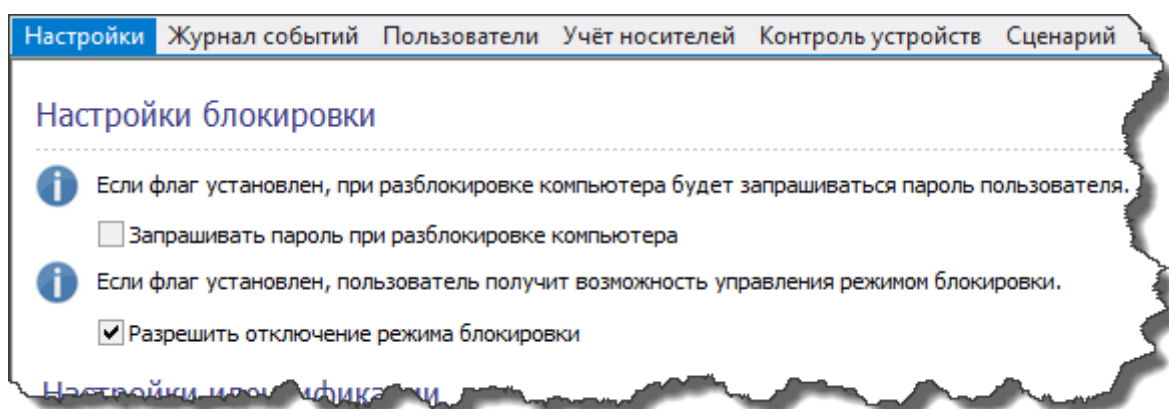 Настройки Журнал событий Пользователи Учёт носителей Контроль устройств Сценарий
Настройки блокировки
Если флаг установлен, при разблокировке компьютера будет запрашиваться пароль пользователя.
Запрашивать пароль при разблокировке компьютера
Если флаг установлен, пользователь получит возможность управления режимом блокировки.
Разрешить отключение режима блокировки
Настройки идентификации